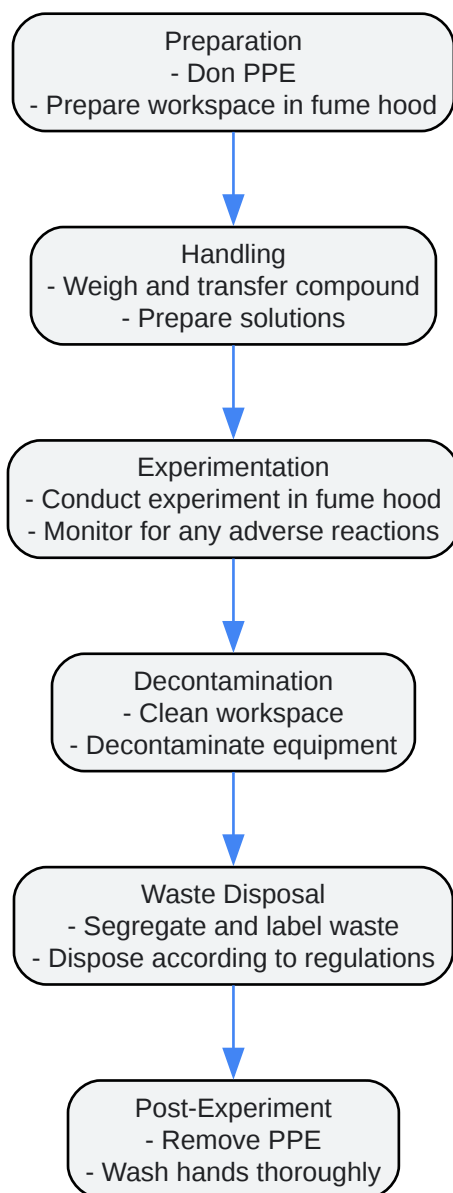 Preparation
- Don PPE
- Prepare workspace in fume hood
Handling
- Weigh and transfer compound
- Prepare solutions
Experimentation
- Conduct experiment in fume hood
- Monitor for any adverse reactions
Decontamination
- Clean workspace
- Decontaminate equipment
Waste Disposal
- Segregate and label waste
- Dispose according to regulations
Post-Experiment
- Remove PPE
- Wash hands thoroughly